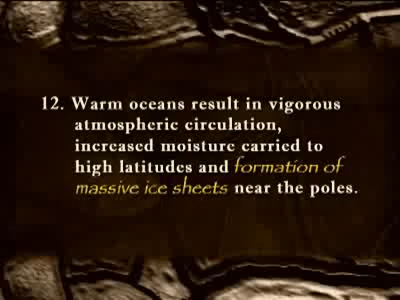 12. Warm oceans result in vigorous
atmospheric circulation,
increased moisture carried to
high latitudes and formation of
massive ice sheets near the poles.